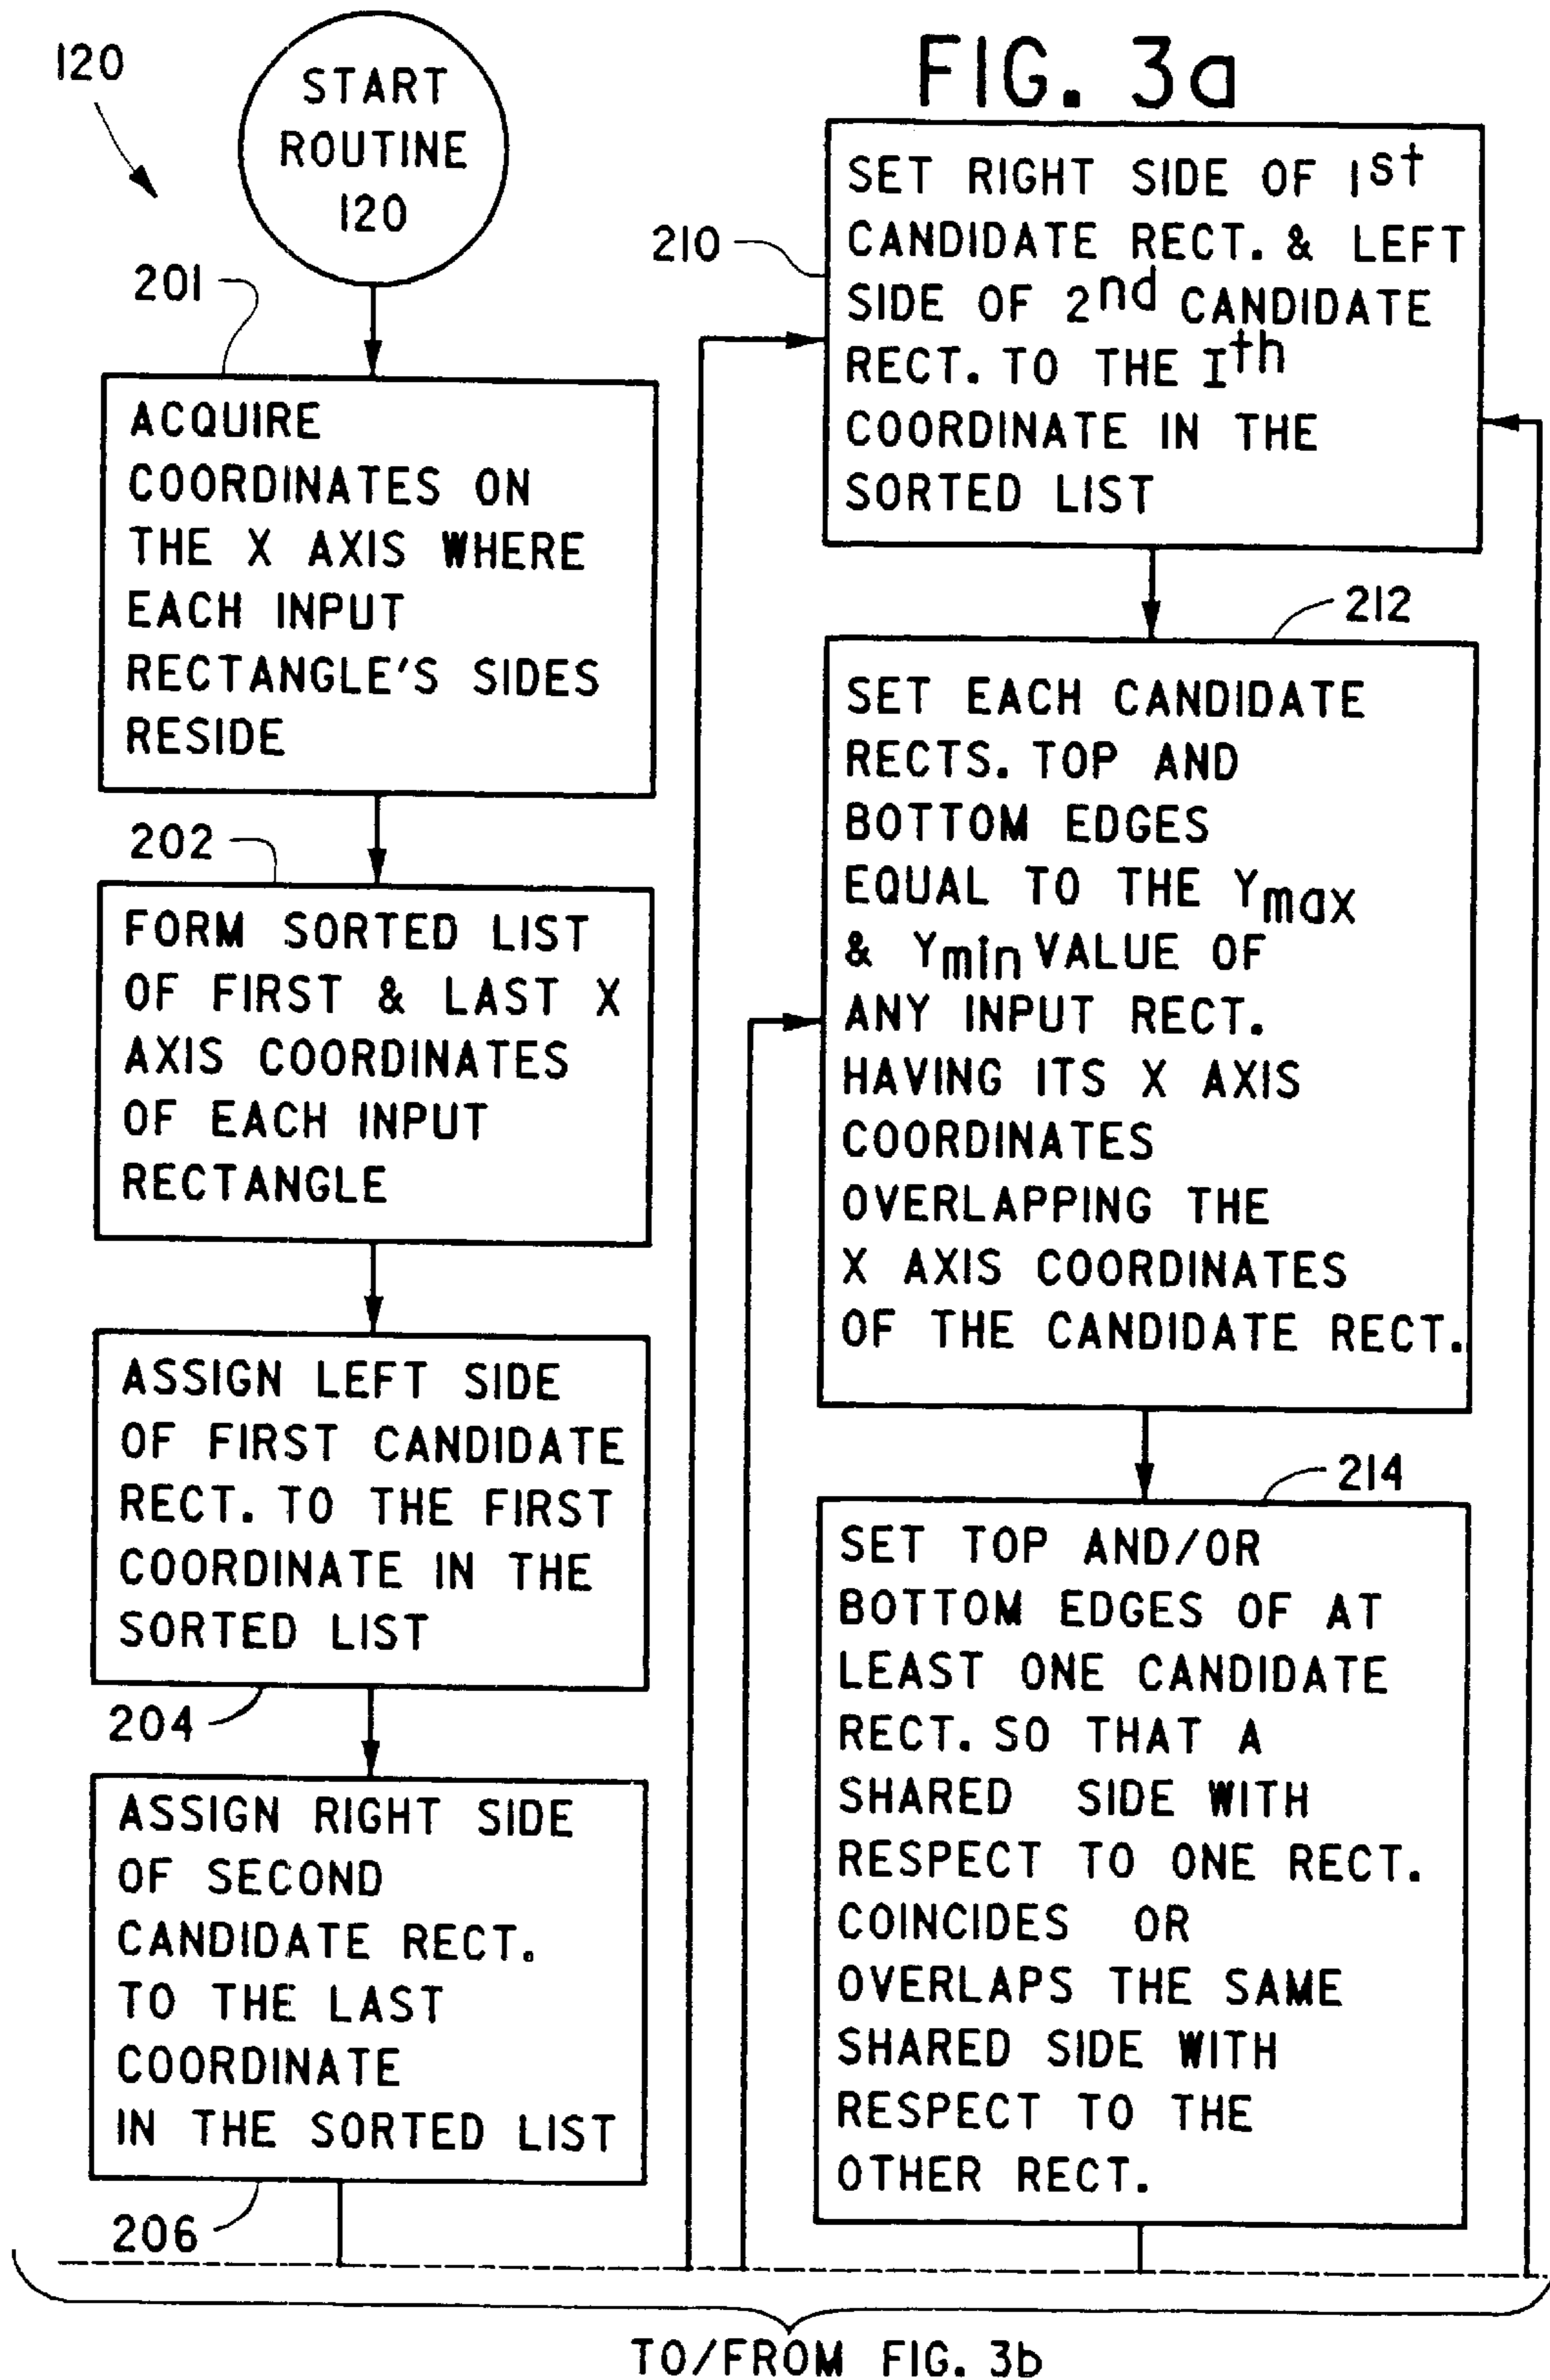 FIG. 3a
120
START
ROUTINE
120
201
ACQUIRE
COORDINATES ON
THE X AXIS WHERE
EACH INPUT
RECTANGLE'S SIDES
RESIDE
202
FORM SORTED LIST
OF FIRST & LAST X
AXIS COORDINATES
OF EACH INPUT
RECTANGLE
ASSIGN LEFT SIDE
OF FIRST CANDIDATE
RECT. TO THE FIRST
COORDINATE IN THE
SORTED LIST
204
ASSIGN RIGHT SIDE
OF SECOND
CANDIDATE RECT.
TO THE LAST
COORDINATE
IN THE SORTED LIST
206
210
SET RIGHT SIDE OF 1st
CANDIDATE RECT. & LEFT
SIDE OF 2nd CANDIDATE
RECT. TO THE Ith
COORDINATE IN THE
SORTED LIST
212
SET EACH CANDIDATE
RECTS. TOP AND
BOTTOM EDGES
EQUAL TO THE Ymax
& Ymin VALUE OF
ANY INPUT RECT.
HAVING ITS X AXIS
COORDINATES
OVERLAPPING THE
X AXIS COORDINATES
OF THE CANDIDATE RECT.
214
SET TOP AND/OR
BOTTOM EDGES OF AT
LEAST ONE CANDIDATE
RECT. SO THAT A
SHARED SIDE WITH
RESPECT TO ONE RECT.
COINCIDES OR
OVERLAPS THE SAME
SHARED SIDE WITH
RESPECT TO THE
OTHER RECT.
TO/FROM FIG. 3b